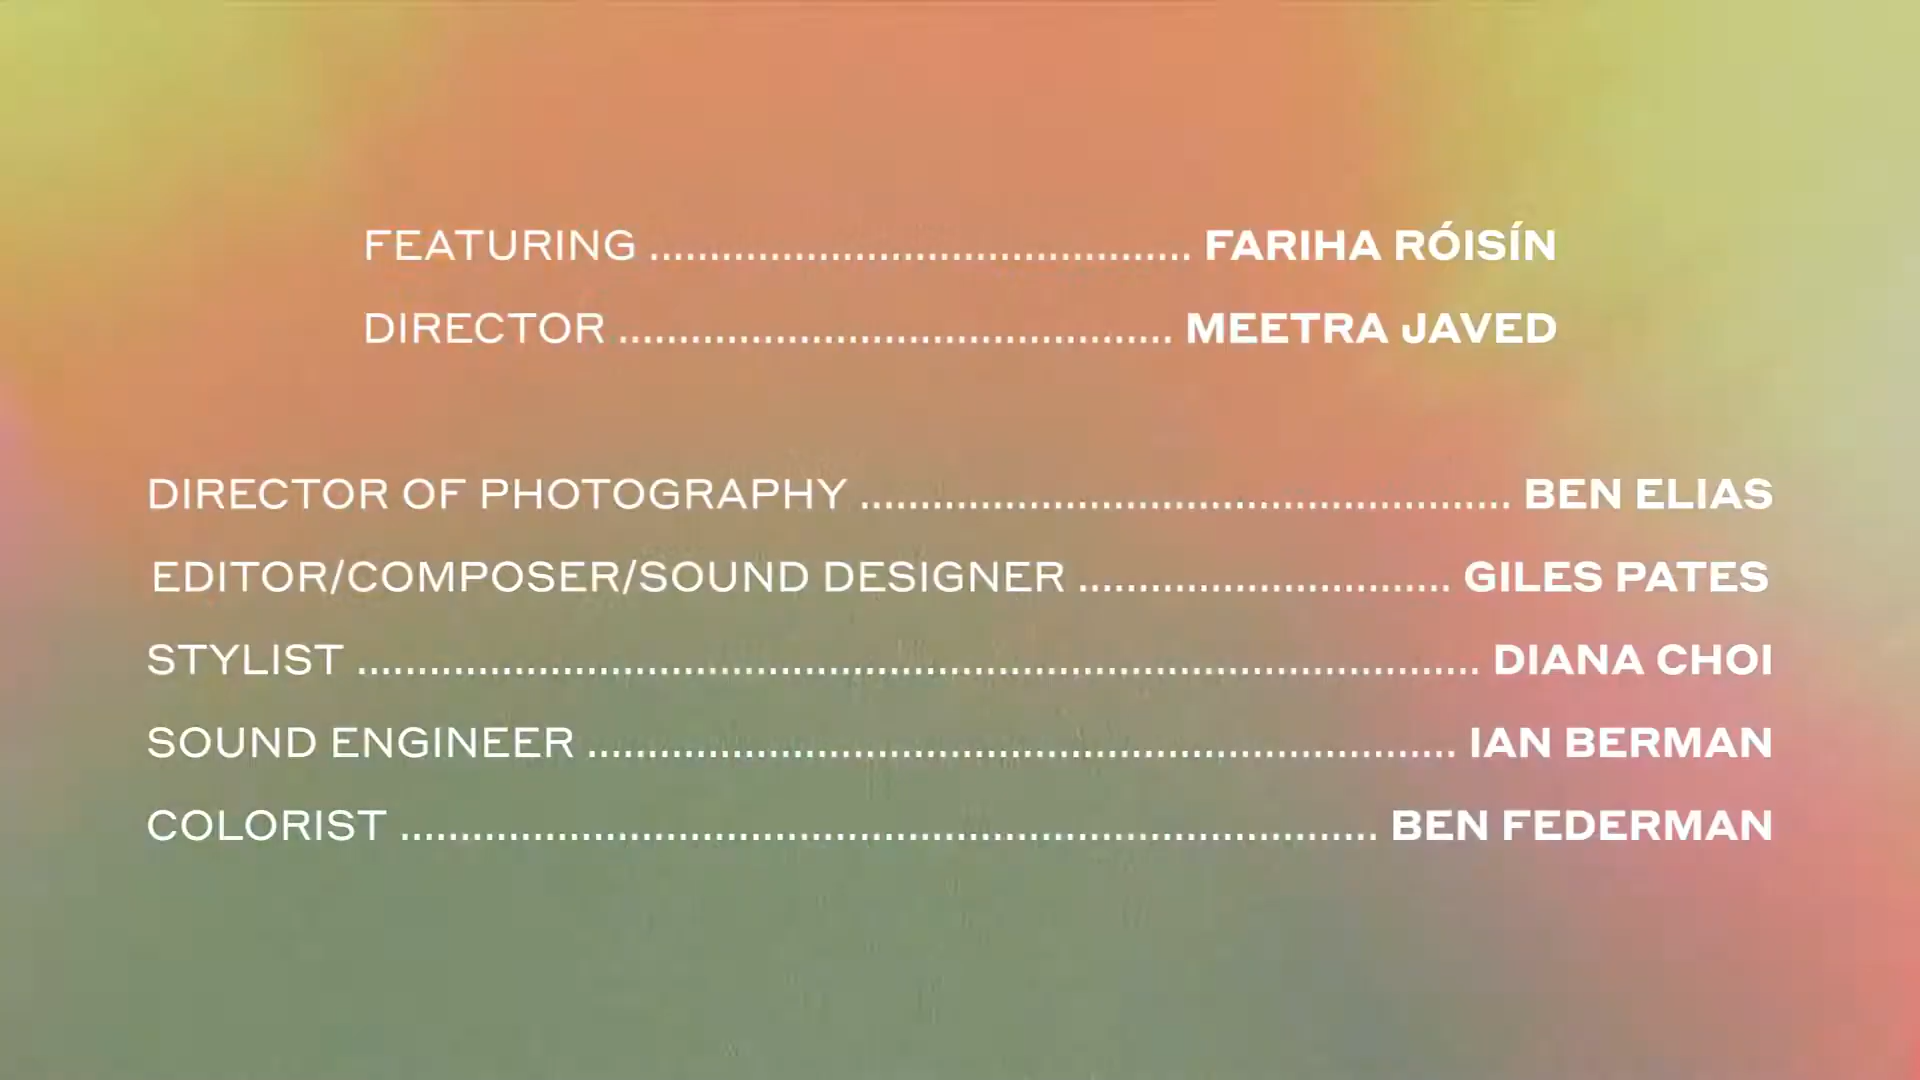 FEATURING ............................................. FARIHA RÓISÍN
DIRECTOR .............................................. MEETRA JAVED
DIRECTOR OF PHOTOGRAPHY ...................................................... BEN ELIAS
EDITOR/COMPOSER/SOUND DESIGNER ............................... GILES PATES
STYLIST ............................................................................................. DIANA CHOI
SOUND ENGINEER ........................................................................ IAN BERMAN
COLORIST ................................................................................. BEN FEDERMAN